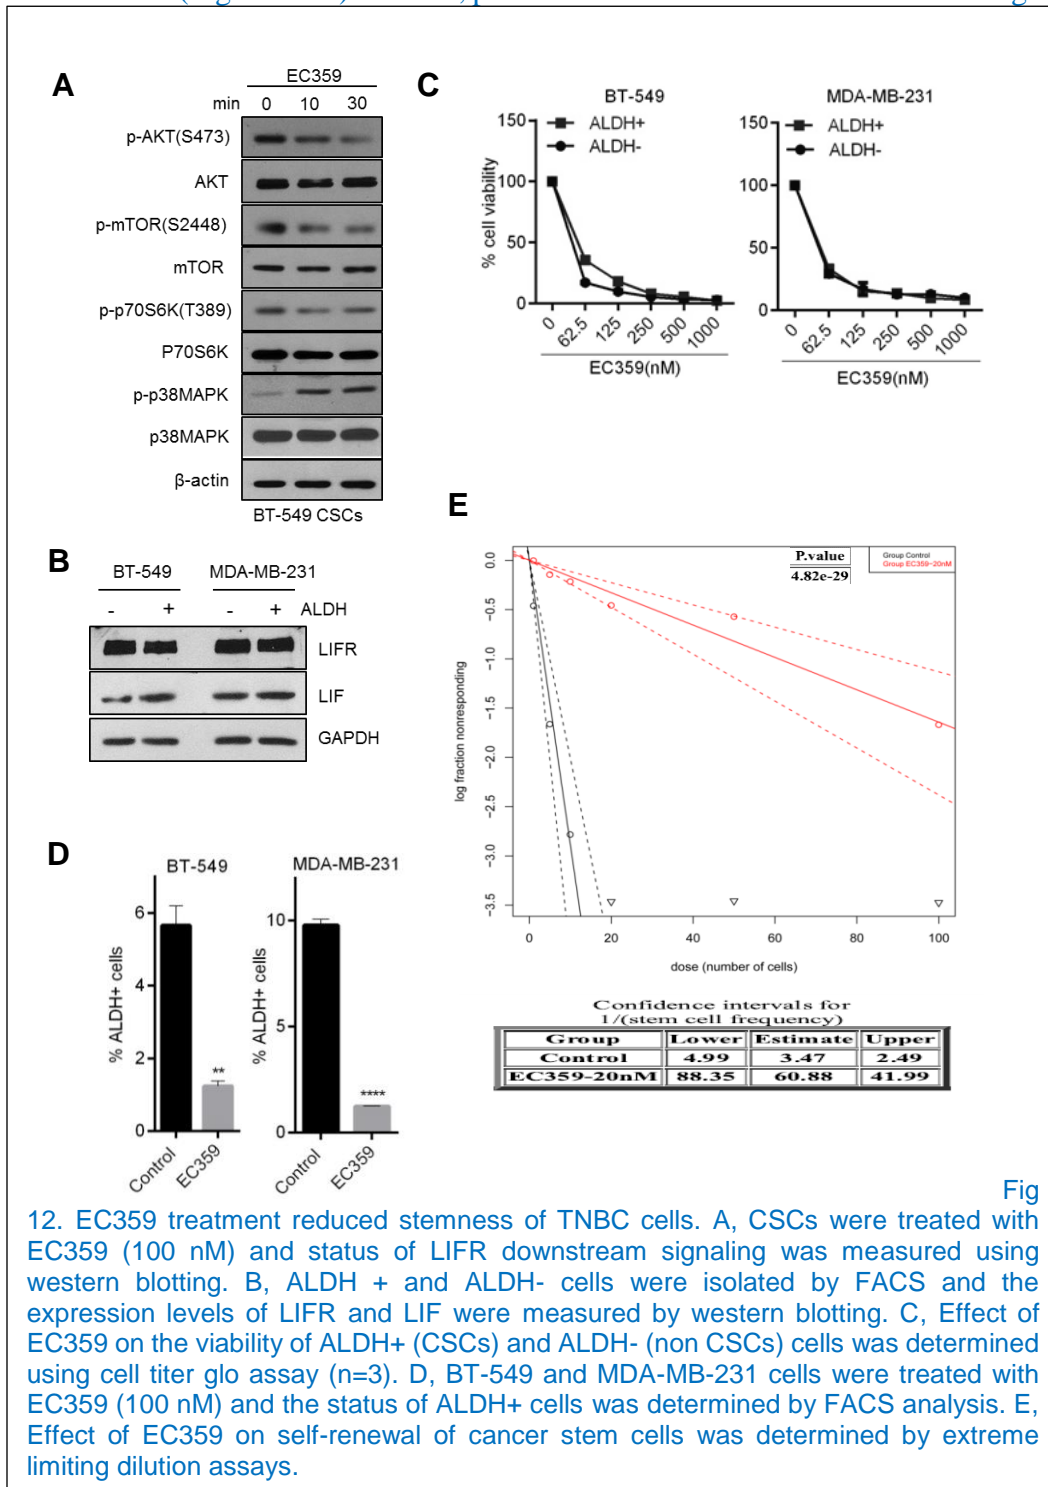 A
EC359
min 0 10 30
p-AKT(S473)
AKT
p-mTOR(S2448)
mTOR
p-p70S6K(T389)
P70S6K
p-p38MAPK
p38MAPK
β-actin
BT-549 CSCs
B
BT-549 MDA-MB-231
- + - + ALDH
LIFR
LIF
GAPDH
C
BT-549
ALDH+
ALDH-
% cell viability
150
100
50
0
0 62.5 125 250 500 1000
EC359(nM)
MDA-MB-231
ALDH+
ALDH-
150
100
50
0
0 62.5 125 250 500 1000
EC359(nM)
D
BT-549
% ALDH+ cells
6
4
2
0
**
Control EC359
MDA-MB-231
% ALDH+ cells
10
5
0
****
Control EC359
E
P.value
4.82e-29
Group Control
Group EC359-20nM
log fraction nonresponding
0.0
-0.5
-1.0
-1.5
-2.0
-2.5
-3.0
-3.5
0 20 40 60 80 100
dose (number of cells)
Confidence intervals for
1/(stem cell frequency)
Group Lower Estimate Upper
Control 4.99 3.47 2.49
EC359-20nM 88.35 60.88 41.99
Fig
12. EC359 treatment reduced stemness of TNBC cells. A, CSCs were treated with
EC359 (100 nM) and status of LIFR downstream signaling was measured using
western blotting. B, ALDH + and ALDH- cells were isolated by FACS and the
expression levels of LIFR and LIF were measured by western blotting. C, Effect of
EC359 on the viability of ALDH+ (CSCs) and ALDH- (non CSCs) cells was determined
using cell titer glo assay (n=3). D, BT-549 and MDA-MB-231 cells were treated with
EC359 (100 nM) and the status of ALDH+ cells was determined by FACS analysis. E,
Effect of EC359 on self-renewal of cancer stem cells was determined by extreme
limiting dilution assays.